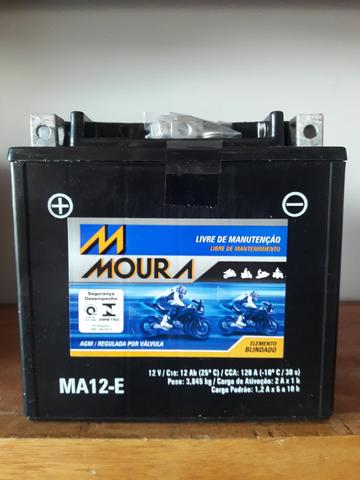 +
−
MOURA
LIVRE DE MANUTENÇÃO
LIBRE DE MANTENIMIENTO
Segurança
Desempenho
INMETRO
AGM / REGULADA POR VÁLVULA
ELEMENTO
BLINDADO
MA12-E
12 V / C10: 12 Ah (25° C) / CCA: 120 A (-18° C / 30 s)
Peso: 3,845 kg / Carga de Ativação: 2 A x 1 h
Carga Padrão: 1,2 A x 5 a 10 h